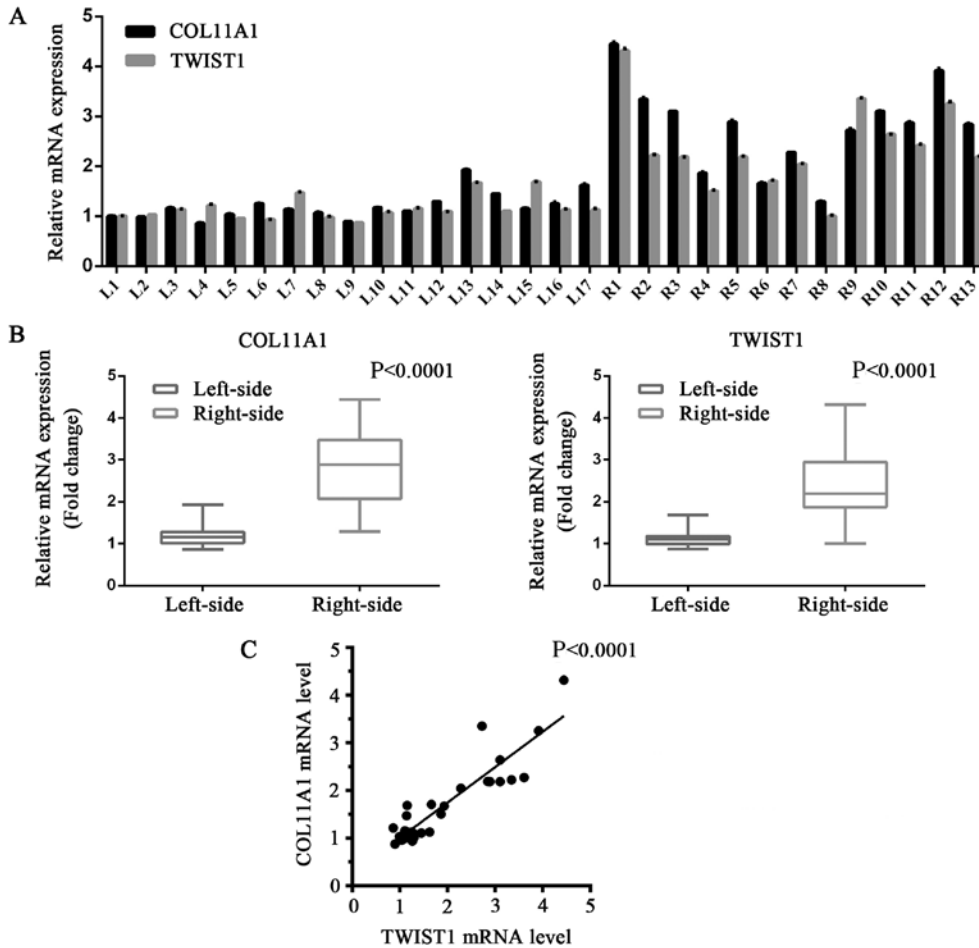 A
COL11A1
TWIST1
Relative mRNA expression
5
4
3
2
1
0
L1 L2 L3 L4 L5 L6 L7 L8 L9 L10 L11 L12 L13 L14 L15 L16 L17 R1 R2 R3 R4 R5 R6 R7 R8 R9 R10 R11 R12 R13
B
COL11A1
P<0.0001
Left-side
Right-side
Relative mRNA expression
(Fold change)
5
4
3
2
1
0
Left-side Right-side
TWIST1
P<0.0001
Left-side
Right-side
Relative mRNA expression
(Fold change)
5
4
3
2
1
0
Left-side Right-side
C
P<0.0001
COL11A1 mRNA level
5
4
3
2
1
0
0 1 2 3 4 5
TWIST1 mRNA level